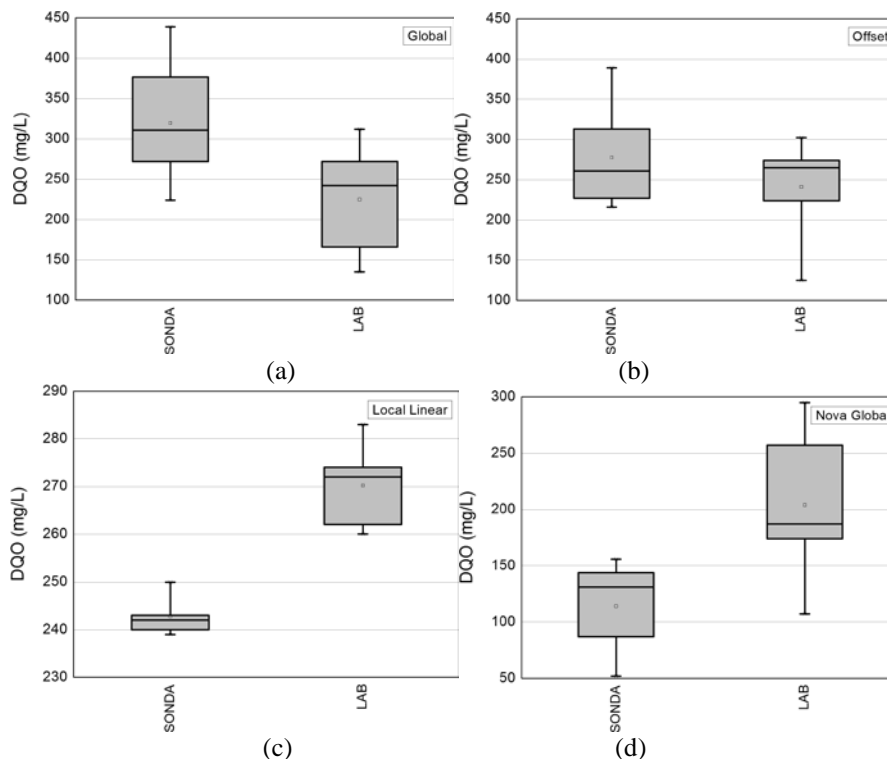 Global
450
400
350
300
250
200
150
100
DQO (mg/L)
SONDA
LAB
(a)
Offset
450
400
350
300
250
200
150
100
DQO (mg/L)
SONDA
LAB
(b)
Local Linear
290
280
270
260
250
240
230
DQO (mg/L)
SONDA
LAB
(c)
Nova Global
300
250
200
150
100
50
DQO (mg/L)
SONDA
LAB
(d)